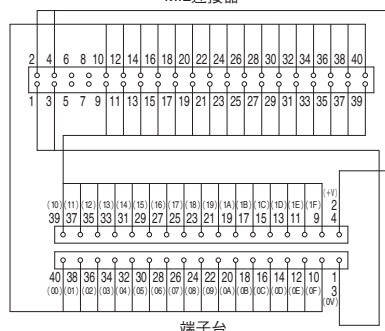 MIL连接器
2 4 6 8 10 12 14 16 18 20 22 24 26 28 30 32 34 36 38 40
1 3 5 7 9 11 13 15 17 19 21 23 25 27 29 31 33 35 37 39
(10) (11) (12) (13) (14) (15) (16) (17) (18) (19) (1A) (1B) (1C) (1D) (1E) (1F) (+V)
39 37 35 33 31 29 27 25 23 21 19 17 15 13 11 9 2 4
40 38 36 34 32 30 28 26 24 22 20 18 16 14 12 10 1 3
(00) (01) (02) (03) (04) (05) (06) (07) (08) (09) (0A) (0B) (0C) (0D) (0E) (0F) (0V)
端子台